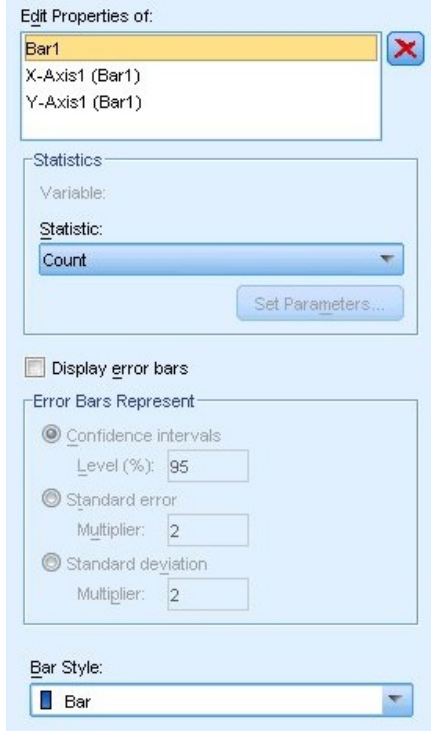 Edit Properties of:
Bar1
X-Axis1 (Bar1)
Y-Axis1 (Bar1)
Statistics
Variable:
Statistic:
Count
Set Parameters...
Display error bars
Error Bars Represent
Confidence intervals
Level (%): 95
Standard error
Multiplier: 2
Standard deviation
Multiplier: 2
Bar Style:
Bar